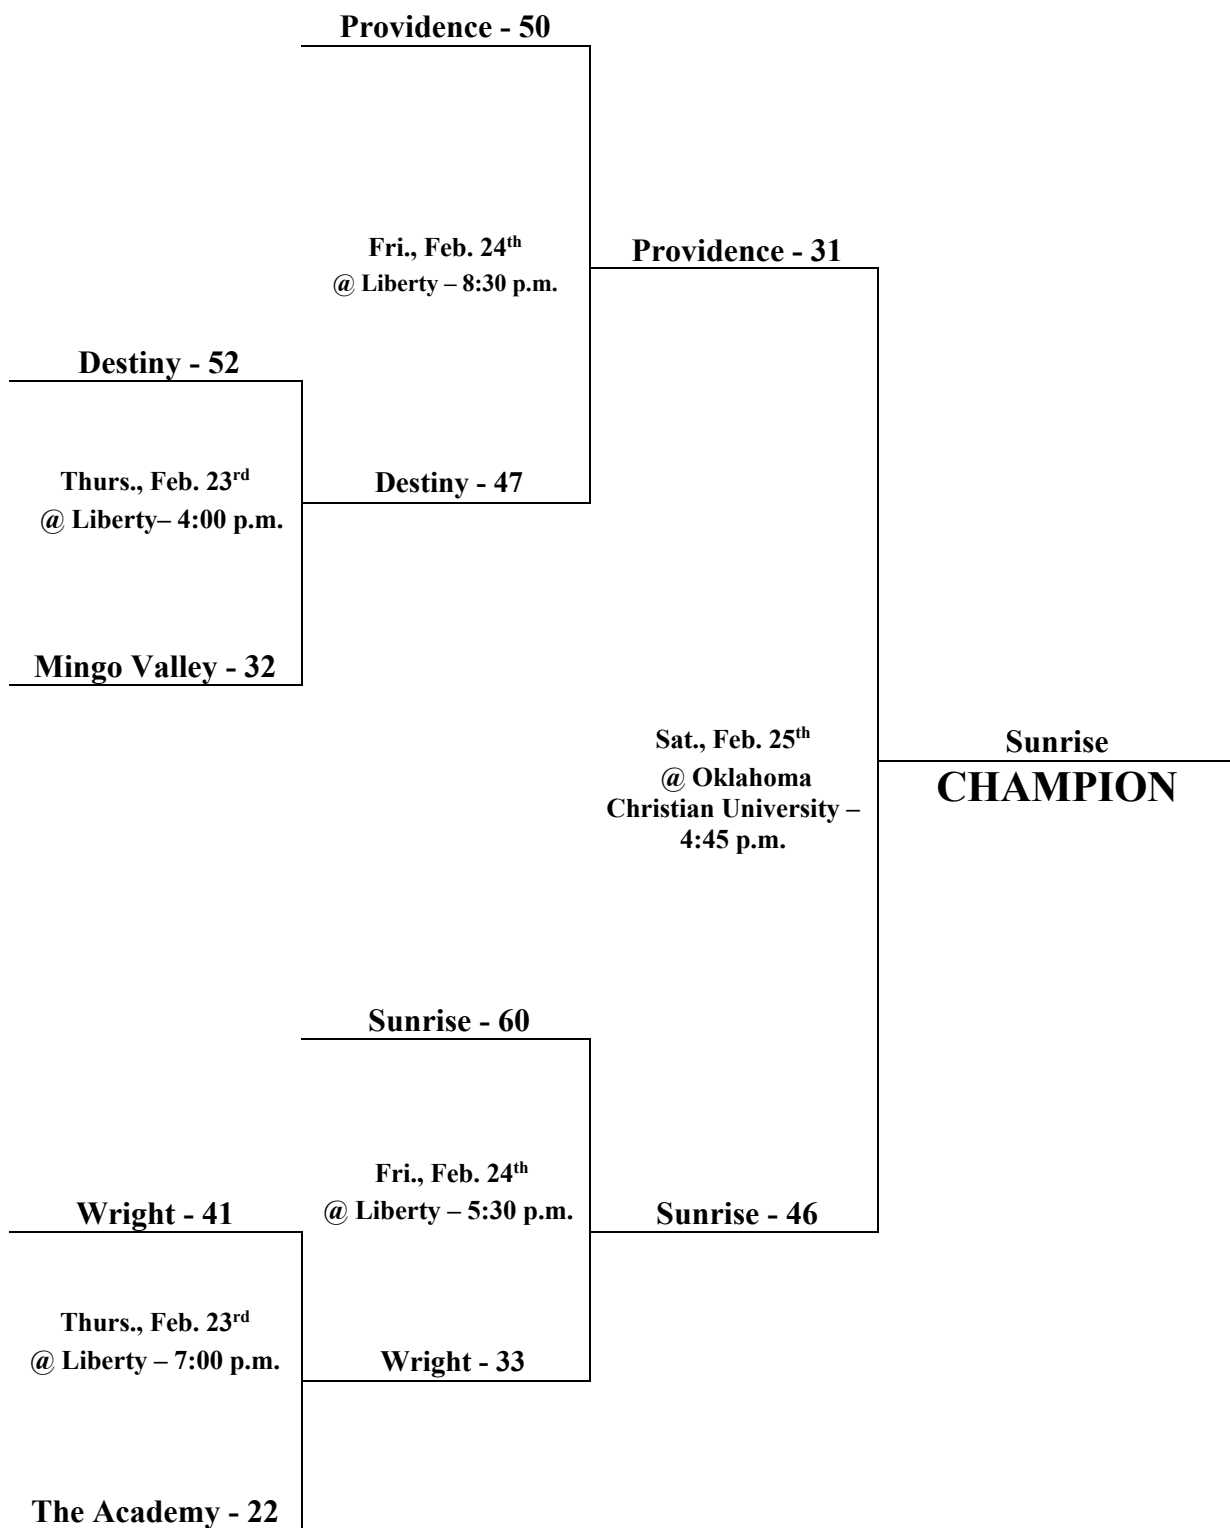 Providence - 50
Fri., Feb. 24th
@ Liberty – 8:30 p.m.
Providence - 31
Destiny - 52
Thurs., Feb. 23rd
@ Liberty– 4:00 p.m.
Destiny - 47
Mingo Valley - 32
Sat., Feb. 25th
@ Oklahoma
Christian University –
4:45 p.m.
Sunrise
CHAMPION
Sunrise - 60
Fri., Feb. 24th
@ Liberty – 5:30 p.m.
Wright - 41
Sunrise - 46
Thurs., Feb. 23rd
@ Liberty – 7:00 p.m.
Wright - 33
The Academy - 22